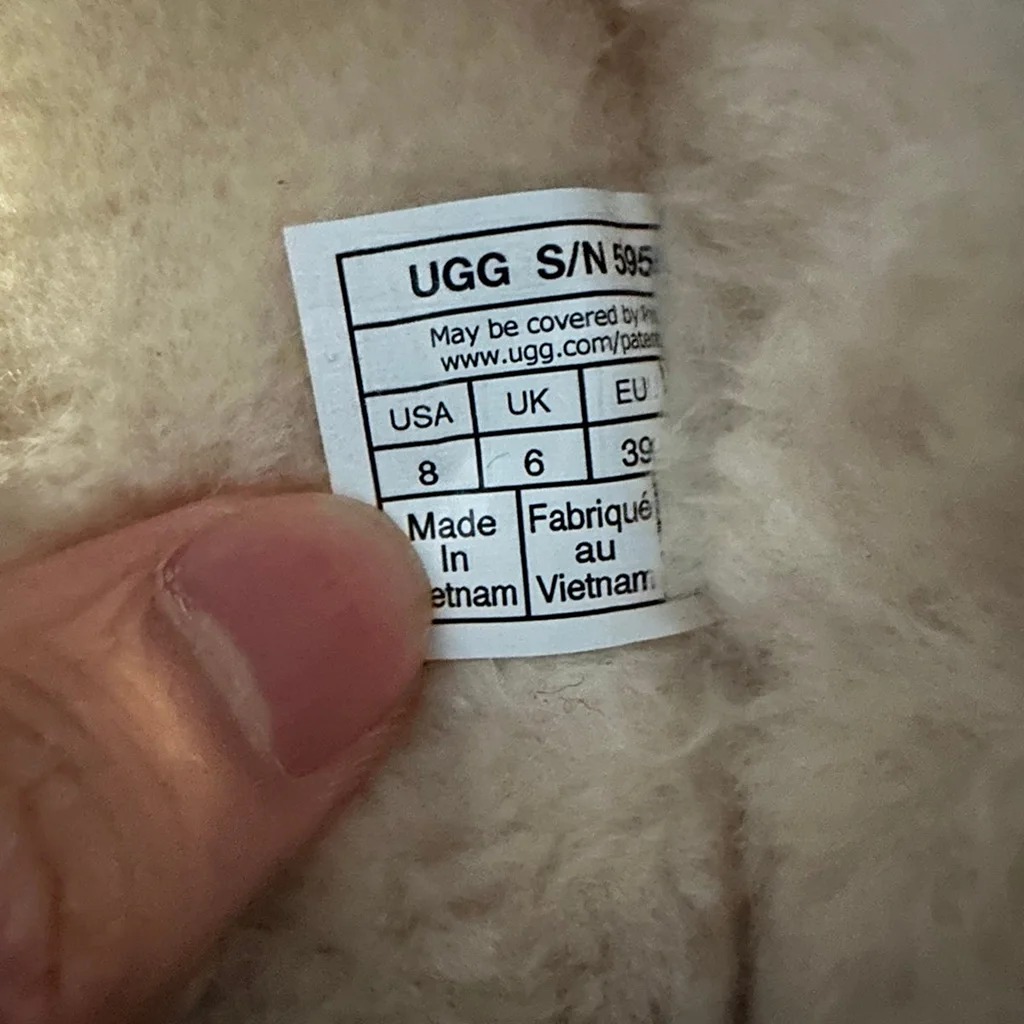 UGG S/N 595
May be covered by
www.ugg.com/paten
USA UK EU
8 6 39
Made Fabriqué
In au
etnam Vietnam